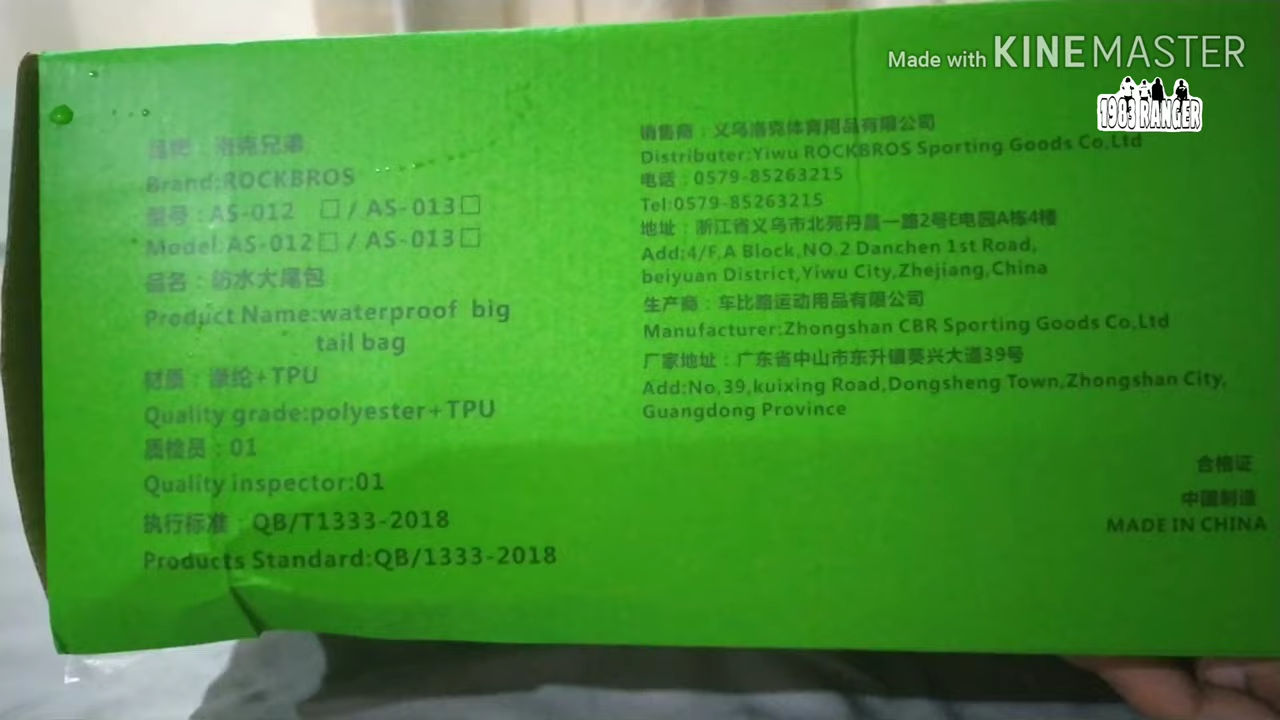 Made with KINEMASTER
1983 RANGER
品牌：洛克兄弟
Brand:ROCKBROS
型号：AS-012 □/AS-013□
Model:AS-012□/AS-013□
品名：防水大尾包
Product Name:waterproof big
tail bag
材质：涤纶+TPU
Quality grade:polyester+TPU
质检员：01
Quality inspector:01
执行标准：QB/T1333-2018
Products Standard:QB/1333-2018
销售商：义乌洛克体育用品有限公司
Distributer:Yiwu ROCKBROS Sporting Goods Co,Ltd
电话：0579-85263215
Tel:0579-85263215
地址：浙江省义乌市北苑丹晨一路2号E电园A栋4楼
Add:4/F,A Block,NO.2 Danchen 1st Road,
beiyuan District,Yiwu City,Zhejiang,China
生产商：车比路运动用品有限公司
Manufacturer:Zhongshan CBR Sporting Goods Co,Ltd
厂家地址：广东省中山市东升镇葵兴大道39号
Add:No,39,kuixing Road,Dongsheng Town,Zhongshan City,
Guangdong Province
合格证
中国制造
MADE IN CHINA